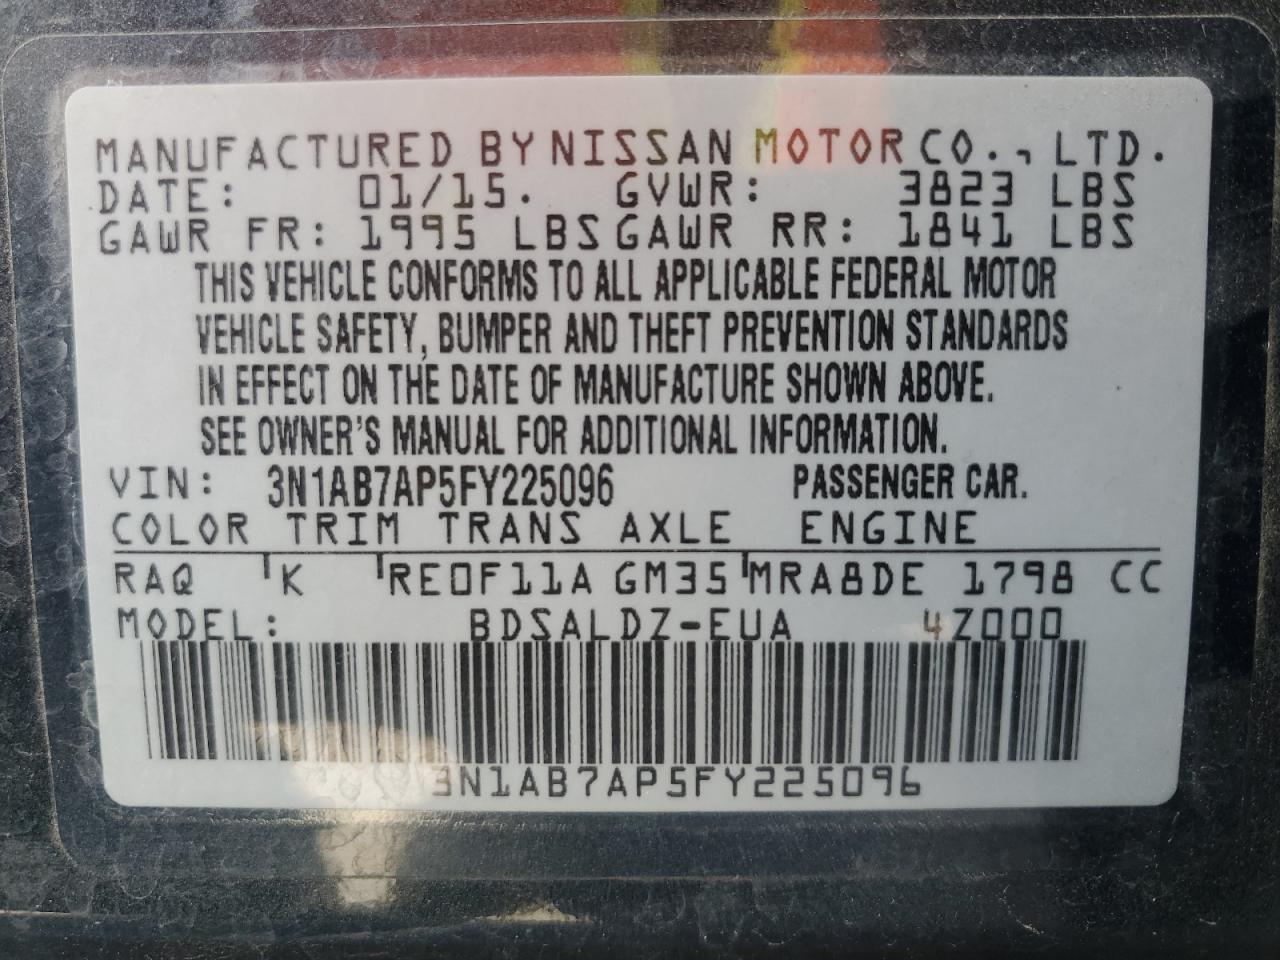 MANUFACTURED BY NISSAN MOTOR CO., LTD.
DATE: 01/15. GVWR: 3823 LBS
GAWR FR: 1995 LBS GAWR RR: 1841 LBS
THIS VEHICLE CONFORMS TO ALL APPLICABLE FEDERAL MOTOR
VEHICLE SAFETY, BUMPER AND THEFT PREVENTION STANDARDS
IN EFFECT ON THE DATE OF MANUFACTURE SHOWN ABOVE.
SEE OWNER'S MANUAL FOR ADDITIONAL INFORMATION.
VIN: 3N1AB7AP5FY225096 PASSENGER CAR.
COLOR TRIM TRANS AXLE ENGINE
RAQ K RE0F11A GM35 MRA8DE 1798 CC
MODEL: BDSALDZ-EUA 4Z000
3N1AB7AP5FY225096